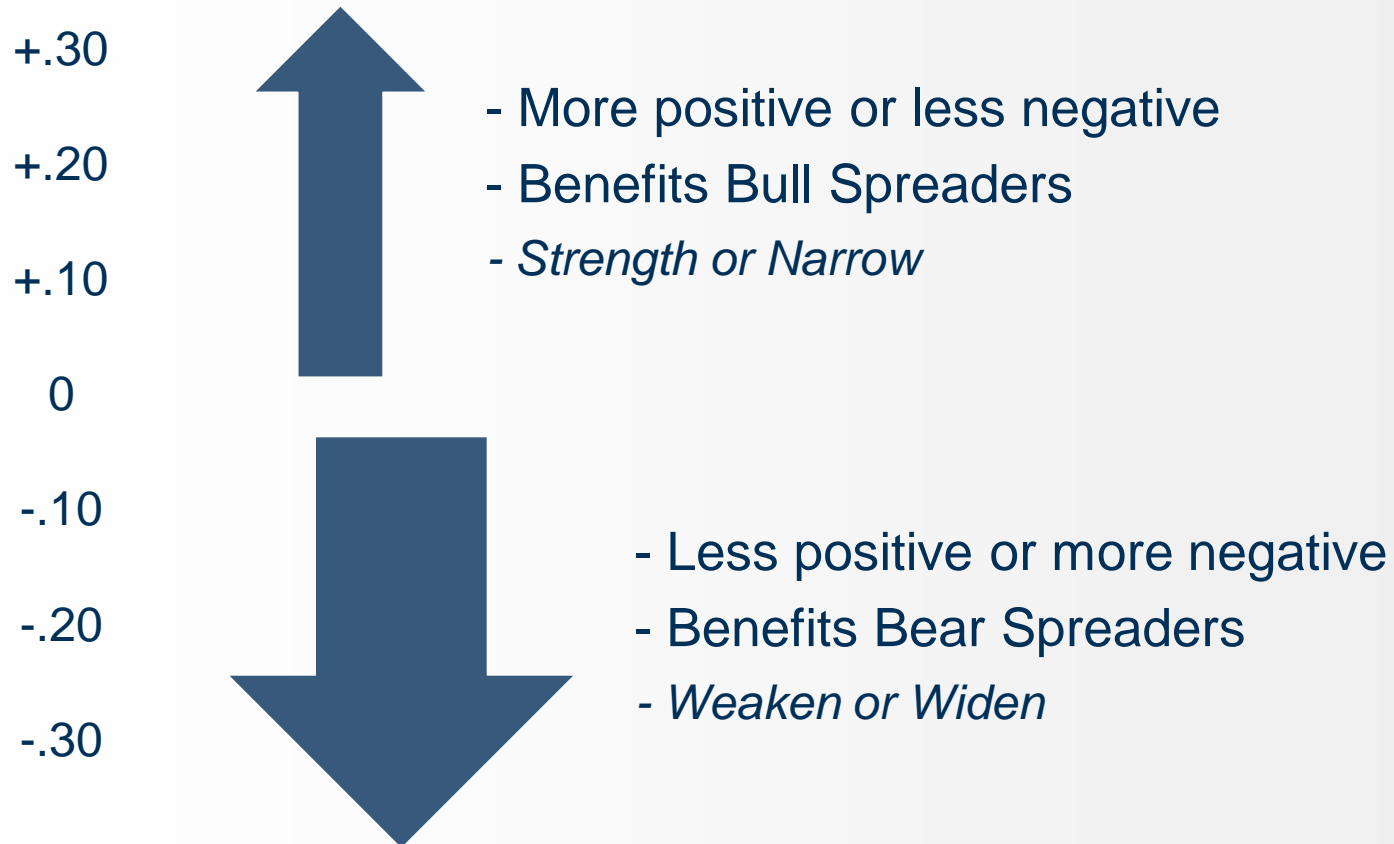 +.30
- More positive or less negative
+.20
- Benefits Bull Spreaders
- Strength or Narrow
+.10
0
-.10
- Less positive or more negative
-.20
- Benefits Bear Spreaders
- Weaken or Widen
-.30